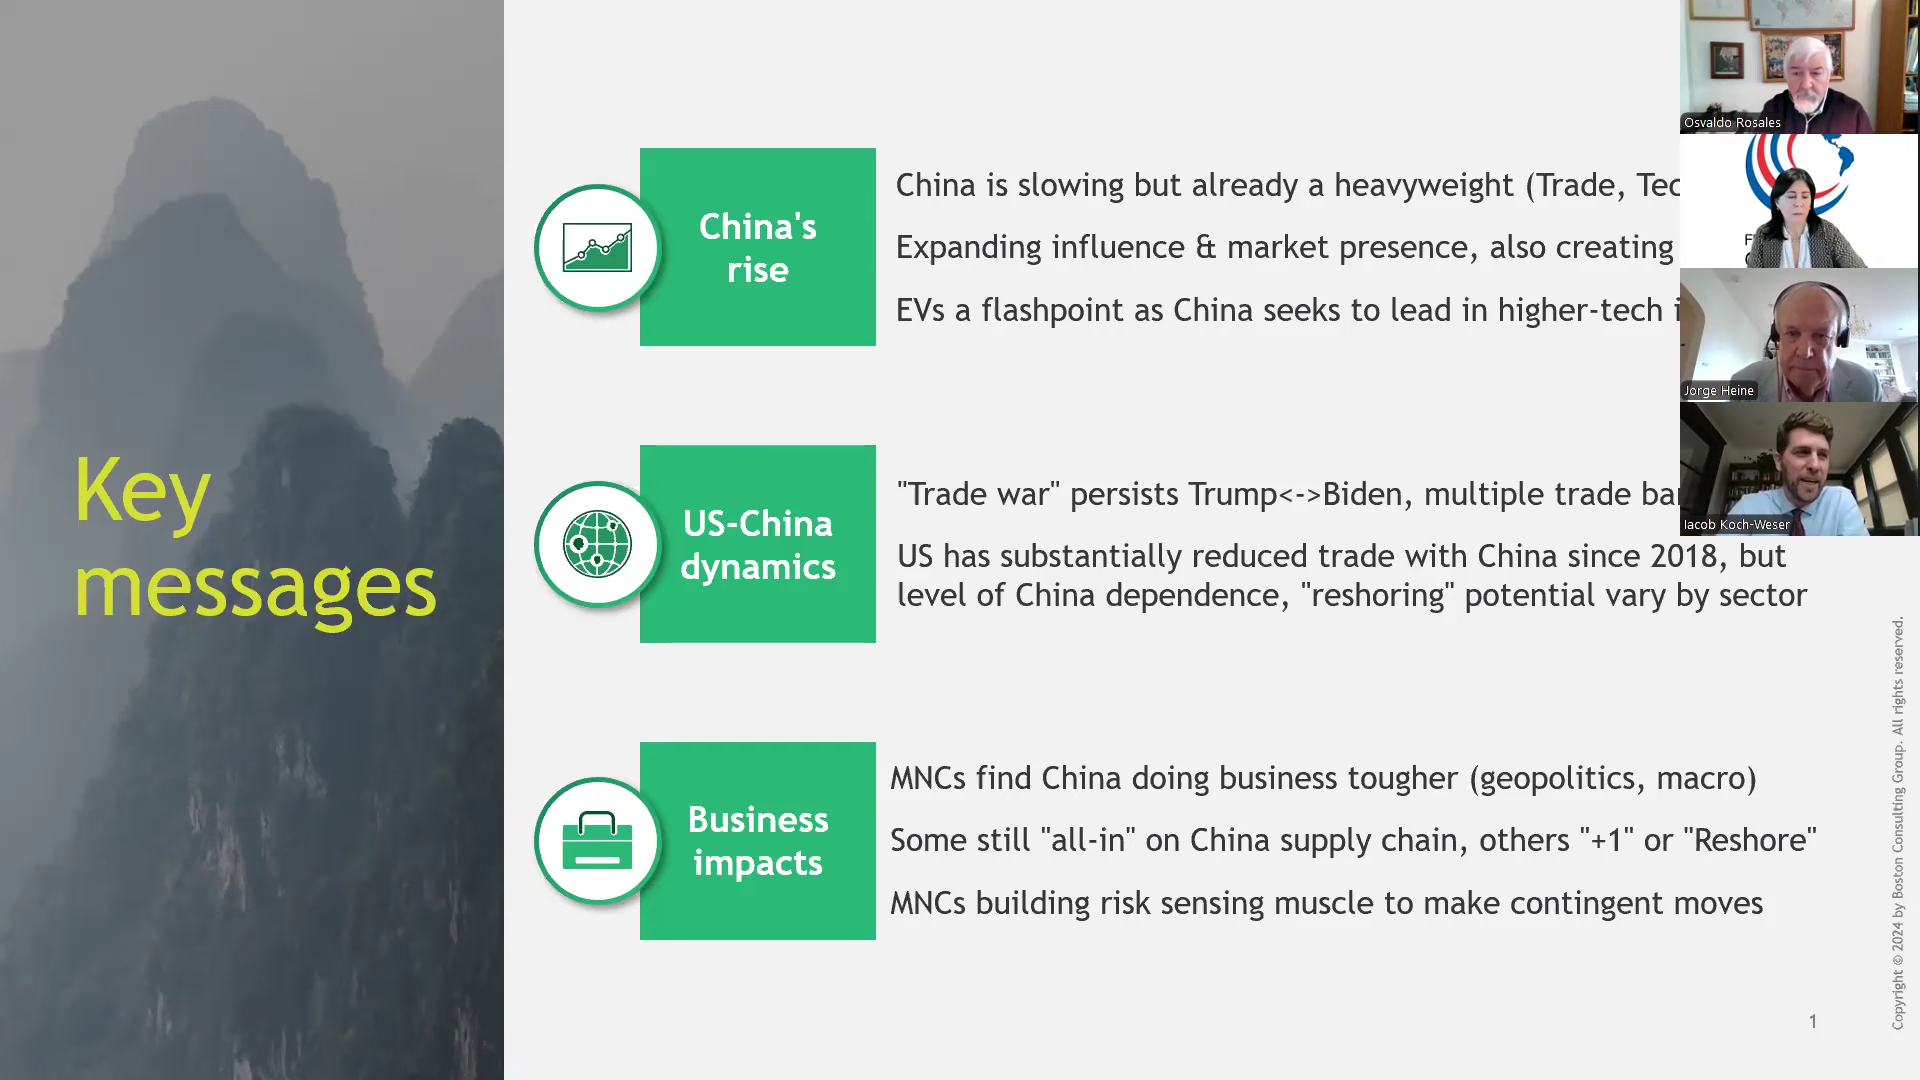 Key
messages
China's
rise
China is slowing but already a heavyweight (Trade,
Expanding influence & market presence, also creating
EVs a flashpoint as China seeks to lead in higher-tech
US-China
dynamics
"Trade war" persists Trump<->Biden, multiple trade
US has substantially reduced trade with China since 2018, but
level of China dependence, "reshoring" potential vary by sector
Business
impacts
MNCs find China doing business tougher (geopolitics, macro)
Some still "all-in" on China supply chain, others "+1" or "Reshore"
MNCs building risk sensing muscle to make contingent moves
Osvaldo Rosales
Jorge Heine
Jacob Koch-Weser
Copyright © 2024 by Boston Consulting Group. All rights reserved.
1